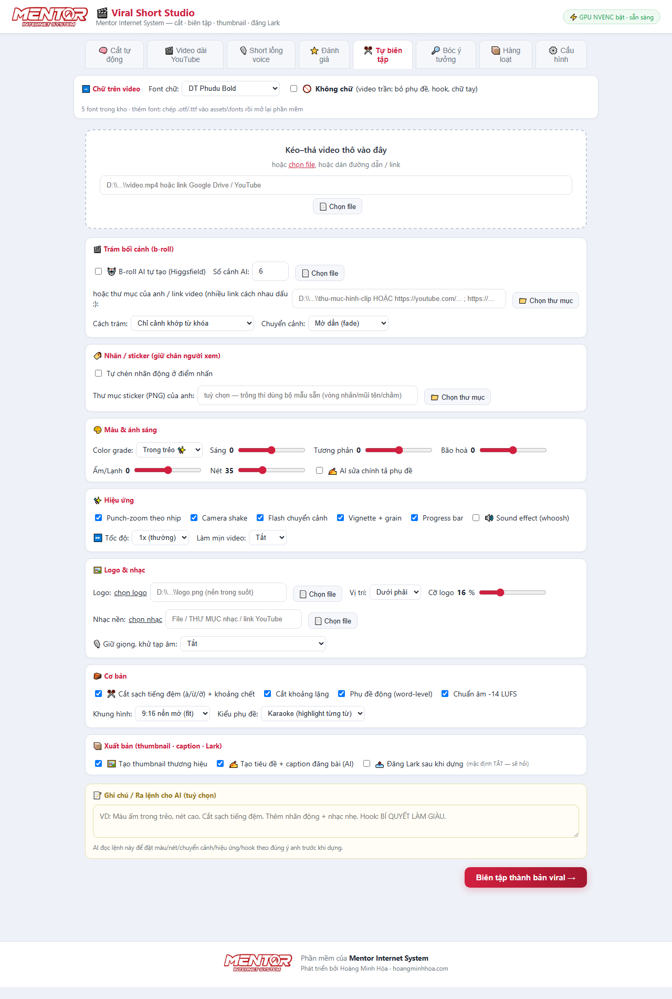 MENTOR
INTERNET SYSTEM
🎬 Viral Short Studio
Mentor Internet System — cắt · biên tập · thumbnail · đăng Lark
⚡ GPU NVENC bật · sẵn sàng
🧠 Cắt tự động
🎬 Video dài YouTube
🎙 Short lồng voice
⭐ Đánh giá
✂ Tự biên tập
🔎 Bóc ý tưởng
📦 Hàng loạt
⚙ Cấu hình
Chữ trên video Font chữ: DT Phudu Bold 🚫 Không chữ (video trần: bỏ phụ đề, hook, chữ tay)
5 font trong kho · thêm font: chép .otf/.ttf vào assets\fonts rồi mở lại phần mềm
Kéo–thả video thô vào đây
hoặc chọn file, hoặc dán đường dẫn / link
D:\\...\\video.mp4 hoặc link Google Drive / YouTube
📄 Chọn file
🎬 Trám bối cảnh (b-roll)
B-roll AI tự tạo (Higgsfield) Số cảnh AI: 6 📄 Chọn file
hoặc thư mục của anh / link video (nhiều link cách nhau dấu
;): D:\\...\\thu-muc-hinh-clip HOẶC https://youtube.com/... ; https://... 📁 Chọn thư mục
Cách trám: Chỉ cảnh khớp từ khóa Chuyển cảnh: Mờ dần (fade)
🏷 Nhãn / sticker (giữ chân người xem)
Tự chèn nhãn động ở điểm nhấn
Thư mục sticker (PNG) của anh: tuỳ chọn — trống thì dùng bộ mẫu sẵn (vòng nhấn/mũi tên/chấm) 📁 Chọn thư mục
🎨 Màu & ánh sáng
Color grade: Trong trẻo ✨ Sáng 0 Tương phản 0 Bão hoà 0
Ấm/Lạnh 0 Nét 35 ✍ AI sửa chính tả phụ đề
✨ Hiệu ứng
Punch-zoom theo nhịp Camera shake Flash chuyển cảnh Vignette + grain Progress bar 🔊 Sound effect (whoosh)
⏩ Tốc độ: 1x (thường) Làm mịn video: Tắt
🖼 Logo & nhạc
Logo: chọn logo D:\\...\\logo.png (nền trong suốt) 📄 Chọn file Vị trí: Dưới phải Cỡ logo 16 %
Nhạc nền: chọn nhạc File / THƯ MỤC nhạc / link YouTube 📄 Chọn file
🎙 Giữ giọng, khử tạp âm: Tắt
🧱 Cơ bản
✂ Cắt sạch tiếng đệm (à/ừ/ờ) + khoảng chết Cắt khoảng lặng Phụ đề động (word-level) Chuẩn âm -14 LUFS
Khung hình: 9:16 nền mờ (fit) Kiểu phụ đề: Karaoke (highlight từng từ)
📦 Xuất bản (thumbnail · caption · Lark)
🖼 Tạo thumbnail thương hiệu ✍ Tạo tiêu đề + caption đăng bài (AI) 📤 Đăng Lark sau khi dựng (mặc định TẮT — sẽ hỏi)
📝 Ghi chú / Ra lệnh cho AI (tuỳ chọn)
VD: Màu ấm trong trẻo, nét cao. Cắt sạch tiếng đệm. Thêm nhãn động + nhạc nhẹ. Hook: BÍ QUYẾT LÀM GIÀU.
AI đọc lệnh này để đặt màu/nét/chuyển cảnh/hiệu ứng/hook theo đúng ý anh trước khi dựng.
Biên tập thành bản viral →
MENTOR
INTERNET SYSTEM
Phần mềm của Mentor Internet System
Phát triển bởi Hoàng Minh Hóa · hoangminhhoa.com